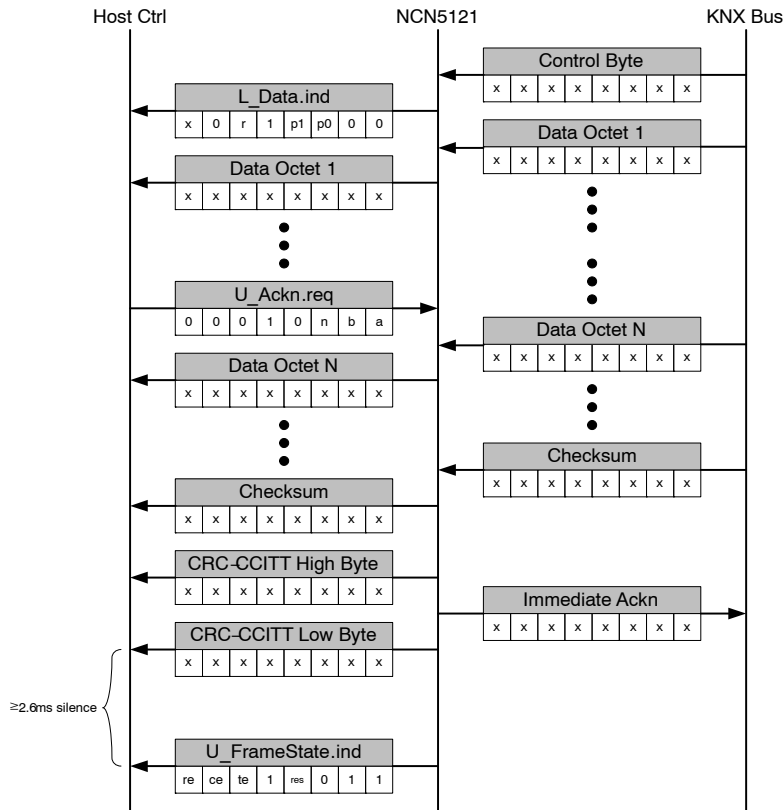 Host Ctrl NCN5121 KNX Bus
Control Byte
x x x x x x x x
L_Data.ind
x 0 r 1 p1 p0 0 0
Data Octet 1
x x x x x x x x
Data Octet 1
x x x x x x x x
U_Ackn.req
0 0 0 1 0 n b a
Data Octet N
x x x x x x x x
Data Octet N
x x x x x x x x
Checksum
x x x x x x x x
Checksum
x x x x x x x x
CRC-CCITT High Byte
x x x x x x x x
Immediate Ackn
x x x x x x x x
CRC-CCITT Low Byte
x x x x x x x x
≥2.6ms silence
U_FrameState.ind
re ce te 1 res 0 1 1